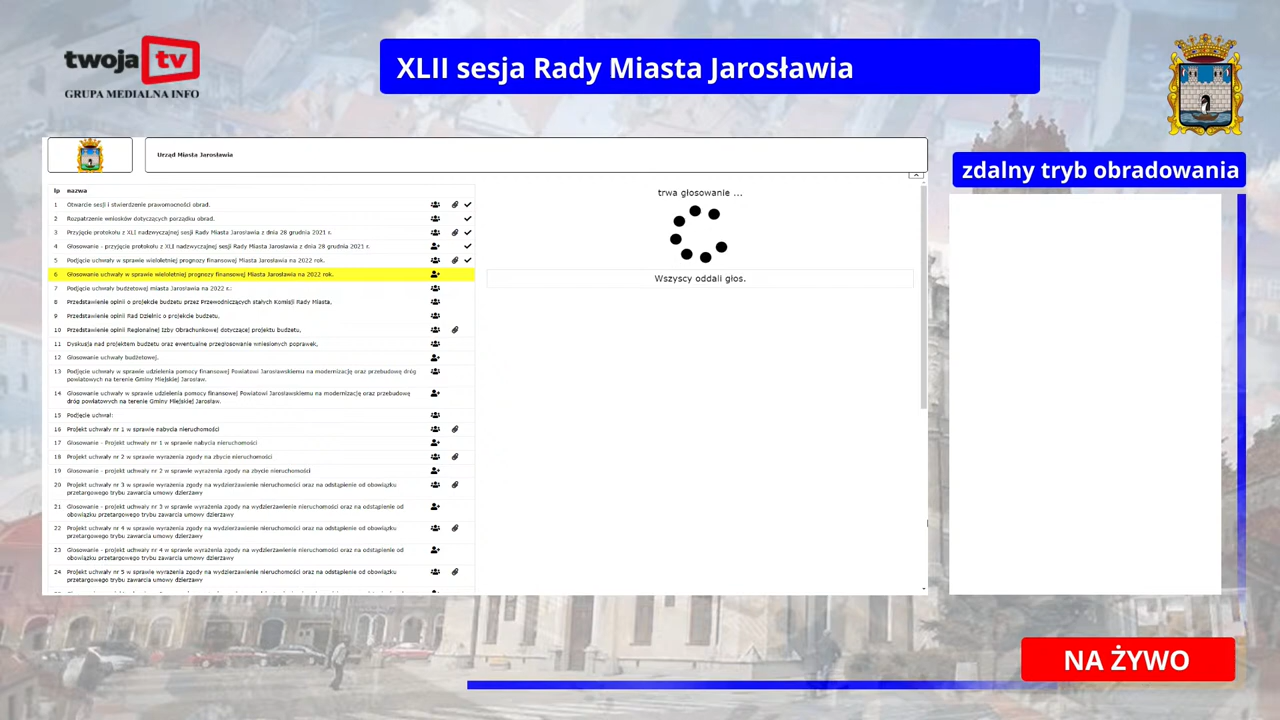 twoja tv
GRUPA MEDIALNA INFO
XLII sesja Rady Miasta Jarosławia
zdalny tryb obradowania
Urząd Miasta Jarosławia
lp nazwa
1 Otwarcie sesji i stwierdzenie prawomocności obrad.
2 Rozpatrzenie wniosków dotyczących porządku obrad.
3 Przyjęcie protokołu z XLI nadzwyczajnej sesji Rady Miasta Jarosławia z dnia 28 grudnia 2021 r.
4 Głosowanie - przyjęcie protokołu z XLI nadzwyczajnej sesji Rady Miasta Jarosławia z dnia 28 grudnia 2021 r.
5 Podjęcie uchwały w sprawie wieloletniej prognozy finansowej Miasta Jarosławia na 2022 rok.
6 Głosowanie uchwały w sprawie wieloletniej prognozy finansowej Miasta Jarosławia na 2022 rok.
7 Podjęcie uchwały budżetowej miasta Jarosławia na 2022 r.:
8 Przedstawienie opinii o projekcie budżetu przez Przewodniczących stałych Komisji Rady Miasta,
9 Przedstawienie opinii Rad Dzielnic o projekcie budżetu,
10 Przedstawienie opinii Regionalnej Izby Obrachunkowej dotyczącej projektu budżetu,
11 Dyskusja nad projektem budżetu oraz ewentualne przegłosowanie wniesionych poprawek,
12 Głosowanie uchwały budżetowej.
13 Podjęcie uchwały w sprawie udzielenia pomocy finansowej Powiatowi Jarosławskiemu na modernizację oraz przebudowę dróg
powiatowych na terenie Gminy Miejskiej Jarosław.
14 Głosowanie uchwały w sprawie udzielenia pomocy finansowej Powiatowi Jarosławskiemu na modernizację oraz przebudowę
dróg powiatowych na terenie Gminy Miejskiej Jarosław.
15 Podjęcie uchwał:
16 Projekt uchwały nr 1 w sprawie nabycia nieruchomości
17 Głosowanie - Projekt uchwały nr 1 w sprawie nabycia nieruchomości
18 Projekt uchwały nr 2 w sprawie wyrażenia zgody na zbycie nieruchomości
19 Głosowanie - projekt uchwały nr 2 w sprawie wyrażenia zgody na zbycie nieruchomości
20 Projekt uchwały nr 3 w sprawie wyrażenia zgody na wydzierżawienie nieruchomości oraz na odstąpienie od obowiązku
przetargowego trybu zawarcia umowy dzierżawy
21 Głosowanie - projekt uchwały nr 3 w sprawie wyrażenia zgody na wydzierżawienie nieruchomości oraz na odstąpienie od
obowiązku przetargowego trybu zawarcia umowy dzierżawy
22 Projekt uchwały nr 4 w sprawie wyrażenia zgody na wydzierżawienie nieruchomości oraz na odstąpienie od obowiązku
przetargowego trybu zawarcia umowy dzierżawy
23 Głosowanie - projekt uchwały nr 4 w sprawie wyrażenia zgody na wydzierżawienie nieruchomości oraz na odstąpienie od
obowiązku przetargowego trybu zawarcia umowy dzierżawy
24 Projekt uchwały nr 5 w sprawie wyrażenia zgody na wydzierżawienie nieruchomości oraz na odstąpienie od obowiązku
przetargowego trybu zawarcia umowy dzierżawy
trwa głosowanie ...
Wszyscy oddali głos.
NA ŻYWO